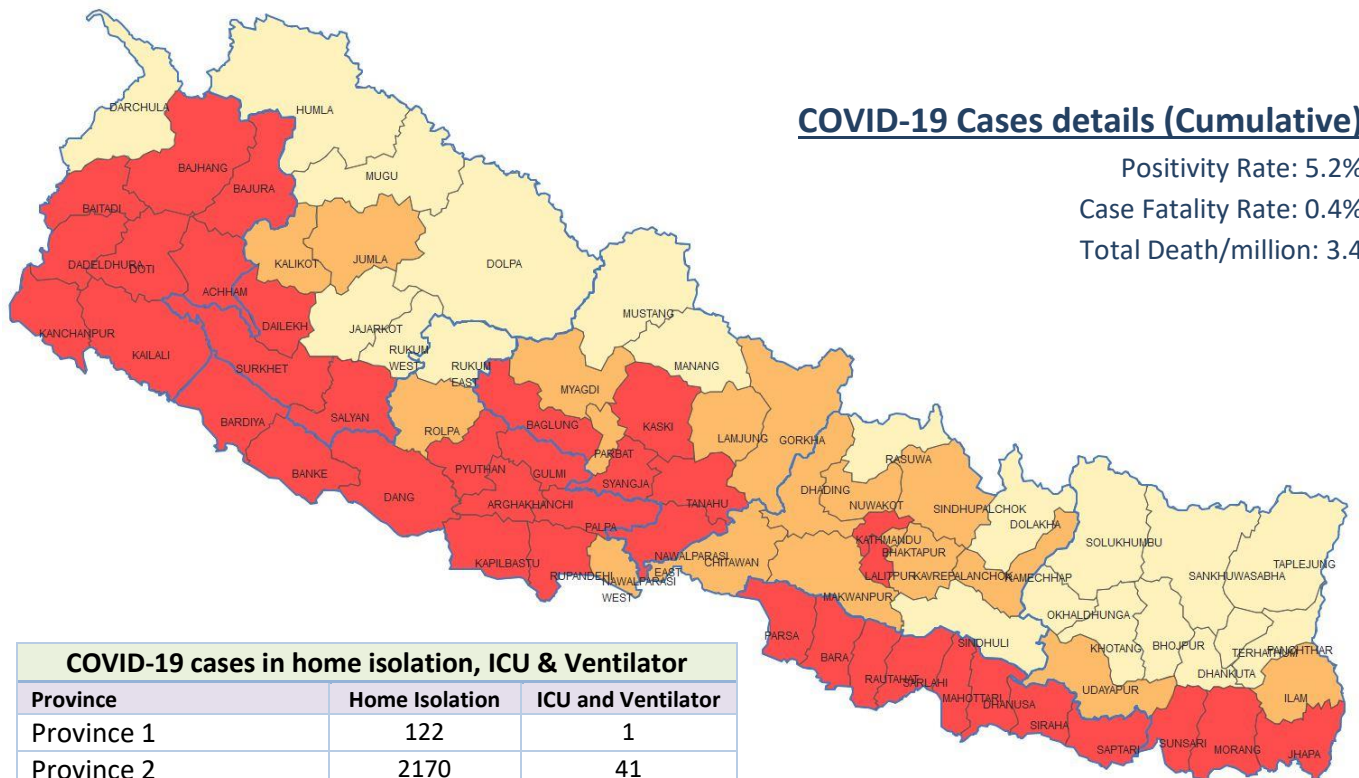 COVID-19 Cases details (Cumulative)
Positivity Rate: 5.2%
Case Fatality Rate: 0.4%
Total Death/million: 3.4
DARCHULA
HUMLA
BAJHANG
BAJURA
MUGU
BAITADI
DADELDHURA
DOTI
KALIKOT
JUMLA
DOLPA
ACHHAM
KANCHANPUR
DAILEKH
JAJARKOT
MUSTANG
KAILALI
SURKHET
RUKUM
WEST
RUKUM
EAST
MANANG
MYAGDI
BARDIYA
SALYAN
ROLPA
BAGLUNG
KASKI
LAMJUNG
GORKHA
PARBAT
RASUWA
BANKE
DANG
PYUTHAN
GULMI
SYANGJA
DHADING
NUWAKOT
SINDHUPALCHOK
ARGHAKHANCHI
TANAHU
PALPA
DOLAKHA
KATHMANDU
BHAKTAPUR
SOLUKHUMBU
KAPILBASTU
RUPANDEHI
NAWALPARASI
EAST
CHITAWAN
NAWALPARASI
WEST
LALITPUR
KAVREPALANCHOK
RAMECHHAP
SANKHUWASABHA
TAPLEJUNG
MAKWANPUR
OKHALDHUNGA
PARSA
SINDHULI
KHOTANG
BHOJPUR
TERHATHUM
PANCHTHAR
BARA
DHANKUTA
RAUTAHAT
SARLAHI
UDAYAPUR
ILAM
MAHOTTARI
DHANUSA
SIRAHA
SAPTARI
SUNSARI
MORANG
JHAPA
COVID-19 cases in home isolation, ICU & Ventilator
Province Home Isolation ICU and Ventilator
Province 1 122 1
Province 2 2170 41